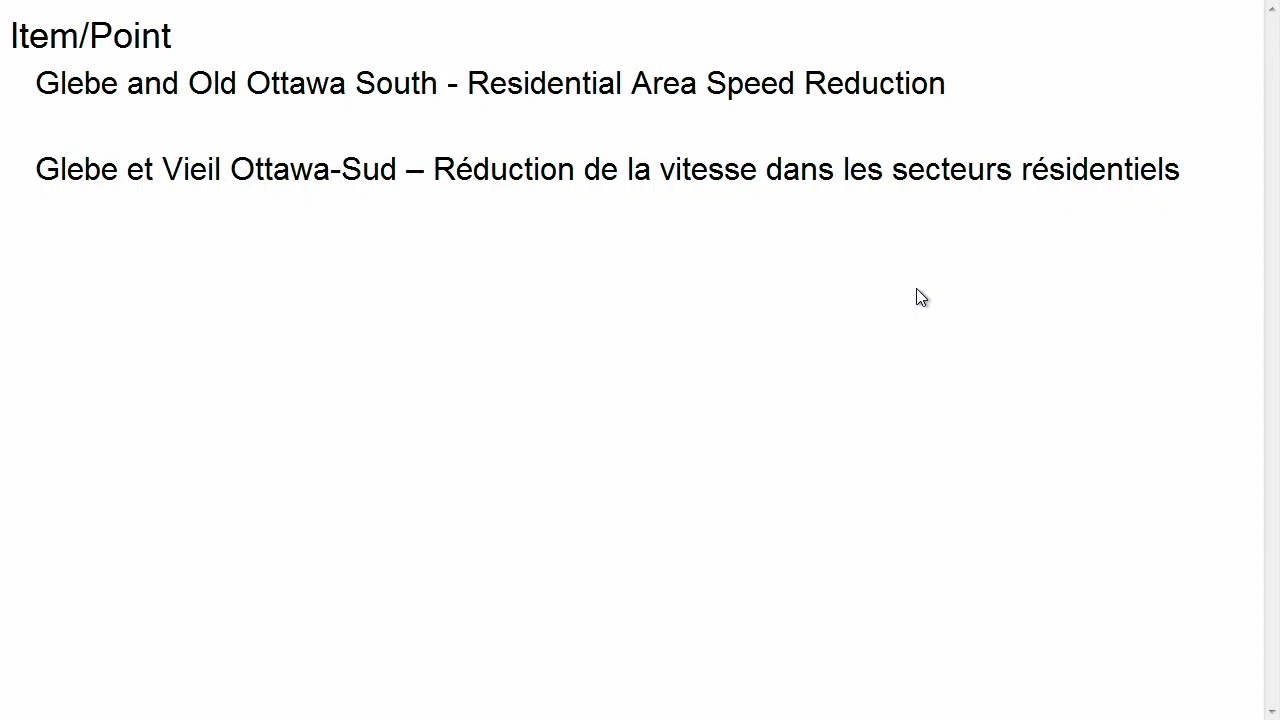 Item/Point
Glebe and Old Ottawa South - Residential Area Speed Reduction
Glebe et Vieil Ottawa-Sud – Réduction de la vitesse dans les secteurs résidentiels